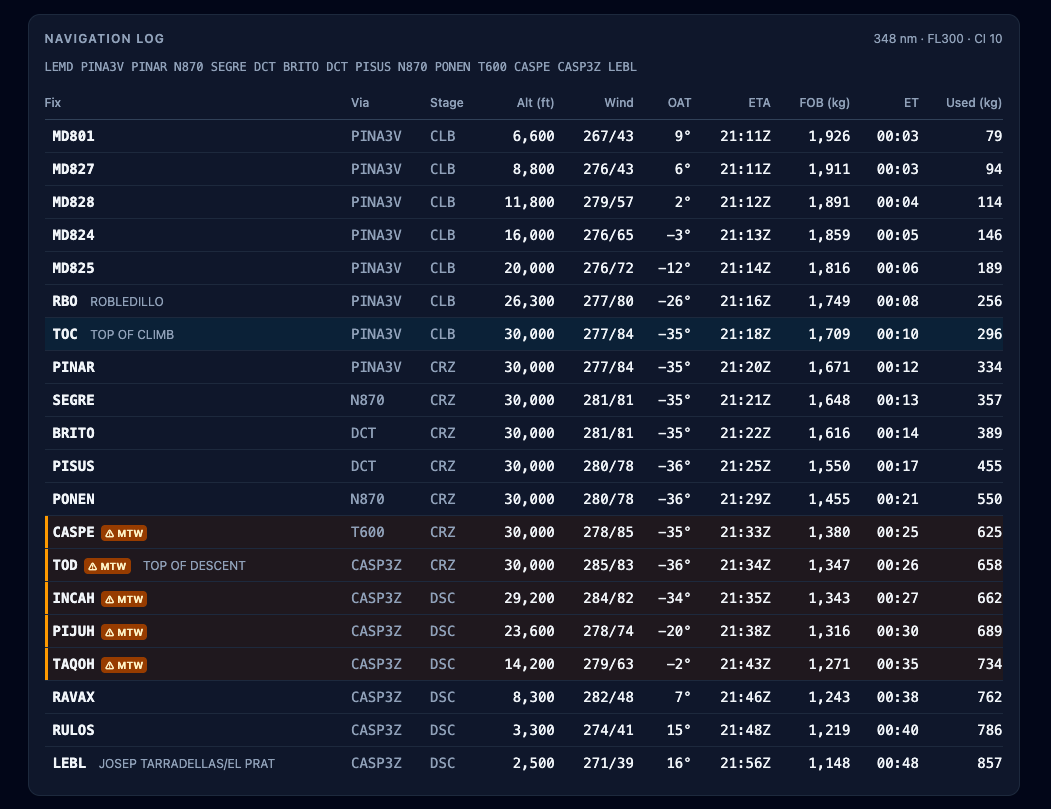 NAVIGATION LOG 348 nm · FL300 · CI 10
LEMD PINA3V PINAR N870 SEGRE DCT BRITO DCT PISUS N870 PONEN T600 CASPE CASP3Z LEBL
Fix Via Stage Alt (ft) Wind OAT ETA FOB (kg) ET Used (kg)
MD801 PINA3V CLB 6,600 267/43 9° 21:11Z 1,926 00:03 79
MD827 PINA3V CLB 8,800 276/43 6° 21:11Z 1,911 00:03 94
MD828 PINA3V CLB 11,800 279/57 2° 21:12Z 1,891 00:04 114
MD824 PINA3V CLB 16,000 276/65 −3° 21:13Z 1,859 00:05 146
MD825 PINA3V CLB 20,000 276/72 −12° 21:14Z 1,816 00:06 189
RBO ROBLEDILLO PINA3V CLB 26,300 277/80 −26° 21:16Z 1,749 00:08 256
TOC TOP OF CLIMB PINA3V CLB 30,000 277/84 −35° 21:18Z 1,709 00:10 296
PINAR PINA3V CRZ 30,000 277/84 −35° 21:20Z 1,671 00:12 334
SEGRE N870 CRZ 30,000 281/81 −35° 21:21Z 1,648 00:13 357
BRITO DCT CRZ 30,000 281/81 −35° 21:22Z 1,616 00:14 389
PISUS DCT CRZ 30,000 280/78 −36° 21:25Z 1,550 00:17 455
PONEN N870 CRZ 30,000 280/78 −36° 21:29Z 1,455 00:21 550
CASPE ⚠ MTW T600 CRZ 30,000 278/85 −35° 21:33Z 1,380 00:25 625
TOD ⚠ MTW TOP OF DESCENT CASP3Z CRZ 30,000 285/83 −36° 21:34Z 1,347 00:26 658
INCAH ⚠ MTW CASP3Z DSC 29,200 284/82 −34° 21:35Z 1,343 00:27 662
PIJUH ⚠ MTW CASP3Z DSC 23,600 278/74 −20° 21:38Z 1,316 00:30 689
TAQOH ⚠ MTW CASP3Z DSC 14,200 279/63 −2° 21:43Z 1,271 00:35 734
RAVAX CASP3Z DSC 8,300 282/48 7° 21:46Z 1,243 00:38 762
RULOS CASP3Z DSC 3,300 274/41 15° 21:48Z 1,219 00:40 786
LEBL JOSEP TARRADELLAS/EL PRAT CASP3Z DSC 2,500 271/39 16° 21:56Z 1,148 00:48 857